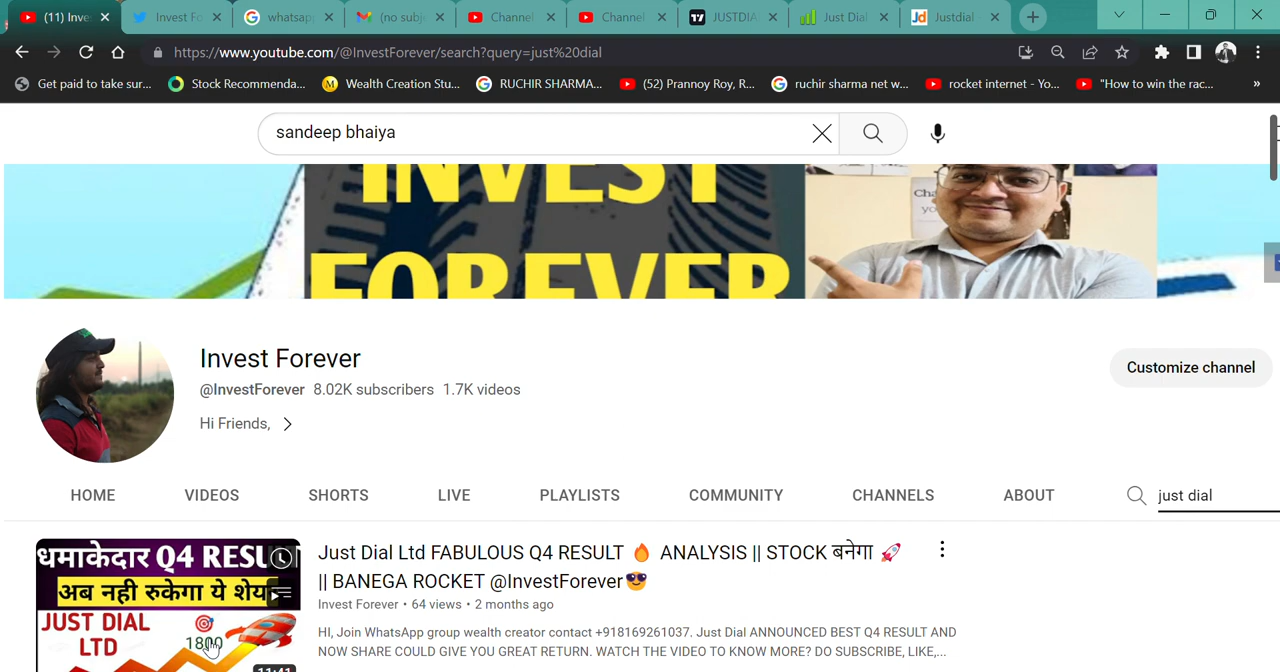 (11) Inve
Invest Fo
whatsapp
(no subj
Channel
Channel
JUSTDIA
Just Dial
Justdial
https://www.youtube.com/@InvestForever/search?query=just%20dial
Get paid to take sur...
Stock Recommenda...
Wealth Creation Stu...
RUCHIR SHARMA...
(52) Prannoy Roy, R...
ruchir sharma net w...
rocket internet - Yo...
"How to win the rac...
»
sandeep bhaiya
INVEST
FOREVER
Invest Forever
@InvestForever 8.02K subscribers 1.7K videos
Hi Friends,
Customize channel
HOME VIDEOS SHORTS LIVE PLAYLISTS COMMUNITY CHANNELS ABOUT just dial
धमाकेदार Q4 RESU
अब नही रुकेगा ये शेय
JUST DIAL
LTD
1800
11:41
Just Dial Ltd FABULOUS Q4 RESULT 🔥 ANALYSIS || STOCK बनेगा 🚀
|| BANEGA ROCKET @InvestForever😎
Invest Forever • 64 views • 2 months ago
HI, Join WhatsApp group wealth creator contact +918169261037. Just Dial ANNOUNCED BEST Q4 RESULT AND
NOW SHARE COULD GIVE YOU GREAT RETURN. WATCH THE VIDEO TO KNOW MORE? DO SUBSCRIBE, LIKE,...